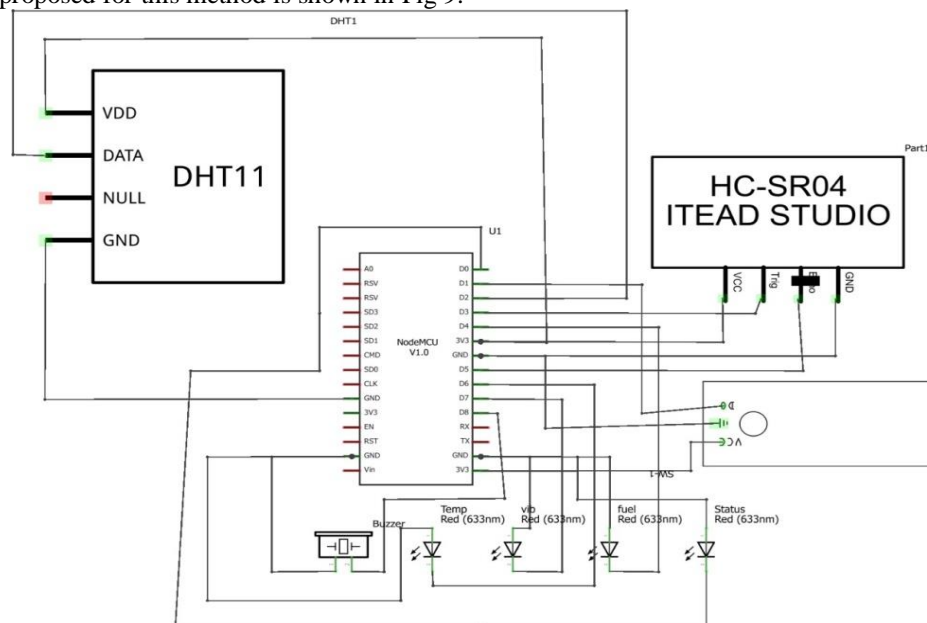 proposed for this method is shown in Fig 9.
DHT1
VDD
DATA
NULL
GND
DHT11
Part1
HC-SR04
ITEAD STUDIO
VCC
Trig
GND
U1
NodeMCU
V1.0
A0
RSV
RSV
SD3
SD2
SD1
CMD
SD0
CLK
GND
3V3
EN
RST
GND
Vin
D0
D1
D2
D3
D4
3V3
GND
D5
D6
D7
D8
RX
TX
GND
3V3
D
V
SW-1
Buzzer
Temp
Red (633nm)
vib
Red (633nm)
fuel
Red (633nm)
Status
Red (633nm)